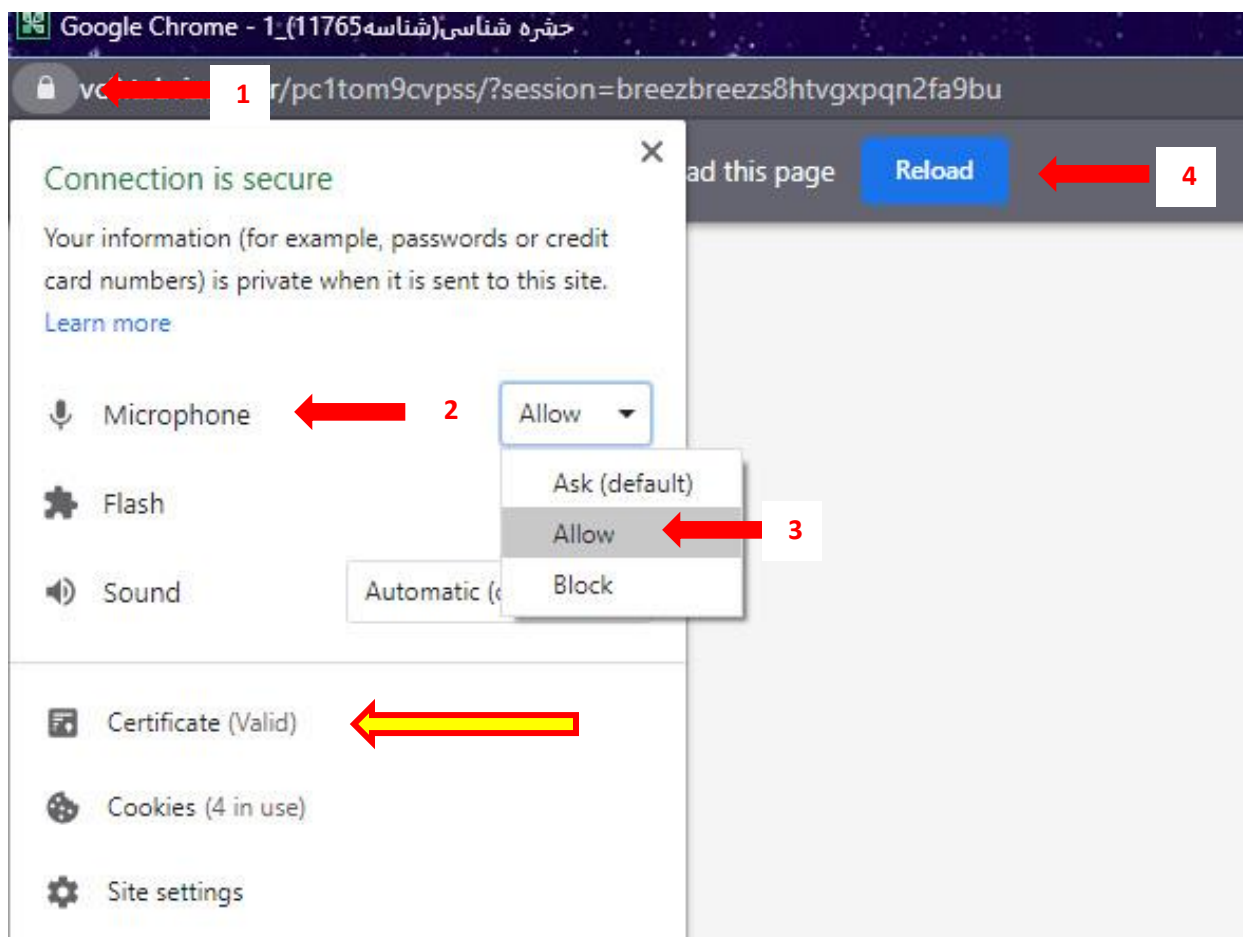 Google Chrome - 1_(11765حشره شناسی(شناسه
1
r/pc1tom9cvpss/?session=breezbreezs8htvgxpqn2fa9bu
Connection is secure
ad this page
Reload
4
Your information (for example, passwords or credit
card numbers) is private when it is sent to this site.
Learn more
Microphone
2
Allow
Ask (default)
Flash
Allow
3
Sound
Automatic
Block
Certificate (Valid)
Cookies (4 in use)
Site settings